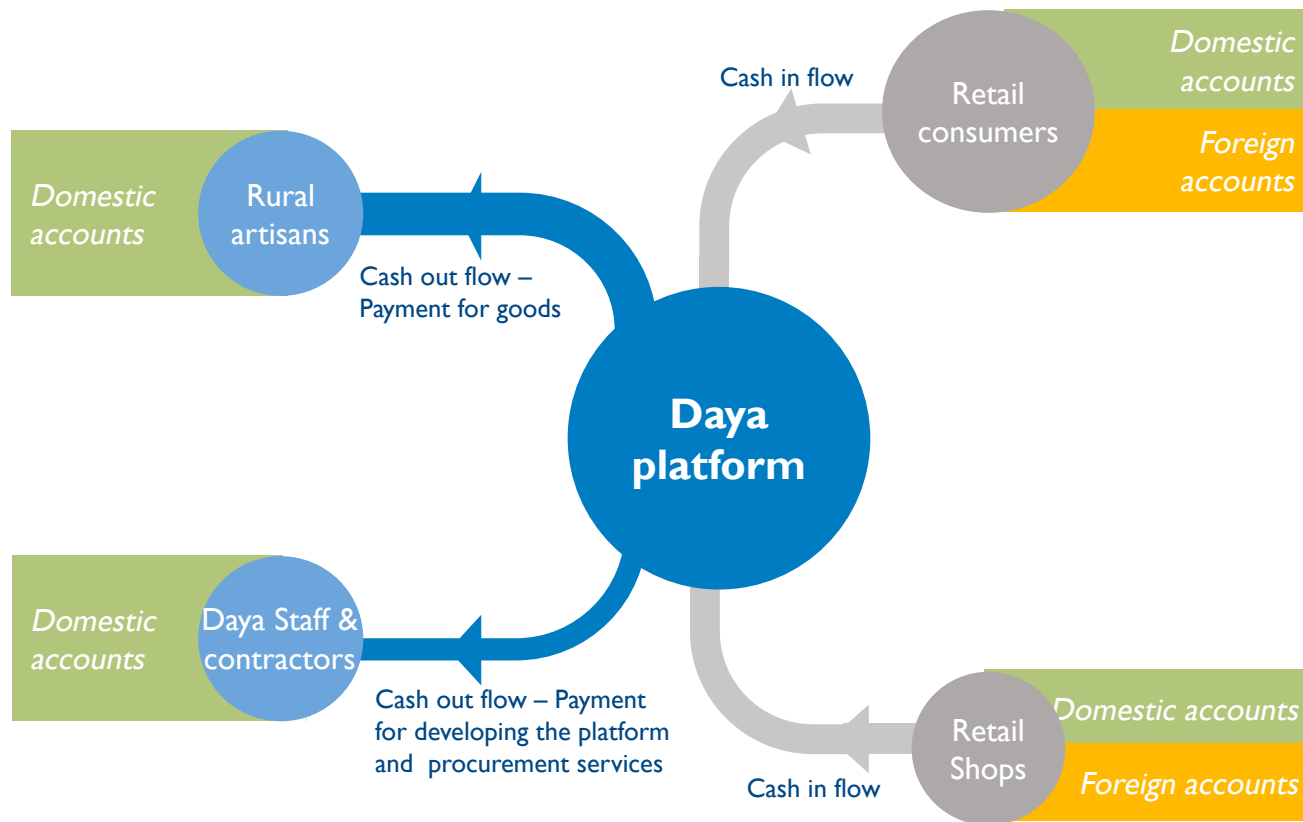 Domestic
accounts
Rural
artisans
Cash out flow –
Payment for goods
Cash in flow
Retail
consumers
Domestic
accounts
Foreign
accounts
Daya
platform
Domestic
accounts
Daya Staff &
contractors
Cash out flow – Payment
for developing the platform
and  procurement services
Cash in flow
Retail
Shops
Domestic accounts
Foreign accounts